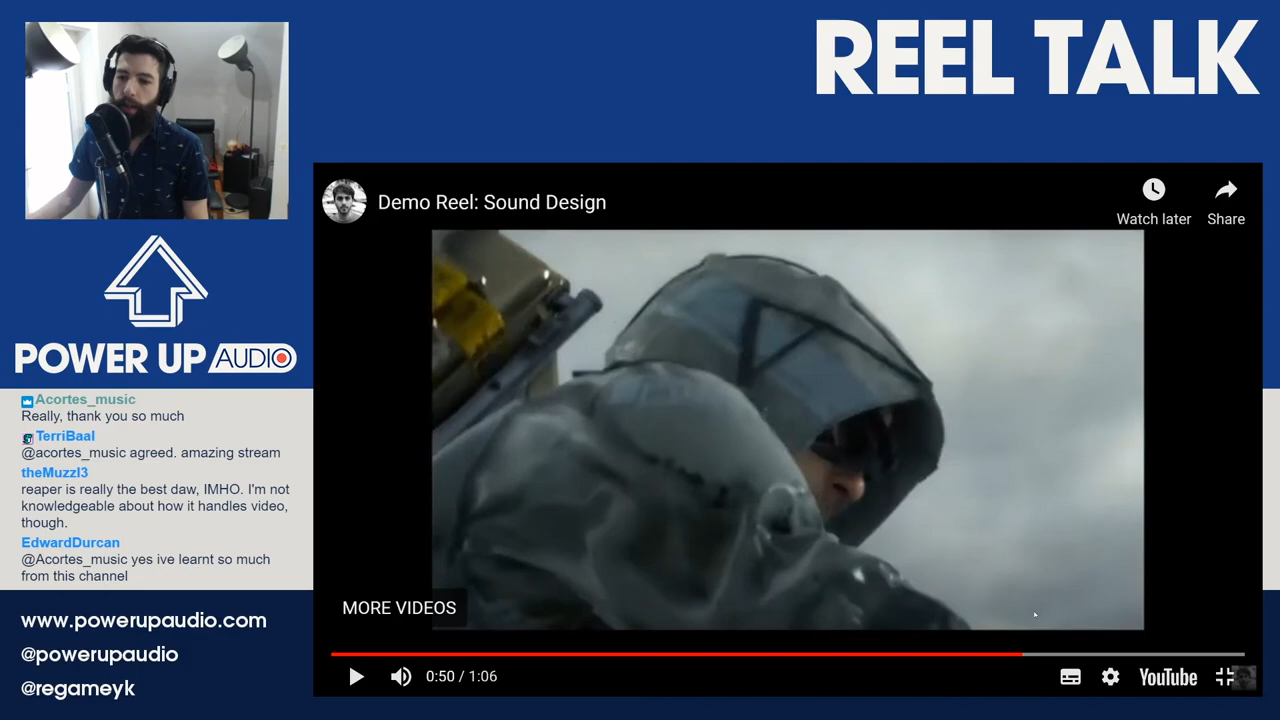 REEL TALK
Demo Reel: Sound Design
Watch later
Share
POWER UP AUDIO
Acortes_music
Really, thank you so much
TerriBaal
@acortes_music agreed. amazing stream
theMuzzl3
reaper is really the best daw, IMHO. I'm not
knowledgeable about how it handles video,
though.
EdwardDurcan
@Acortes_music yes ive learnt so much
from this channel
www.powerupaudio.com
@powerupaudio
@regameyk
MORE VIDEOS
0:50 / 1:06
YouTube